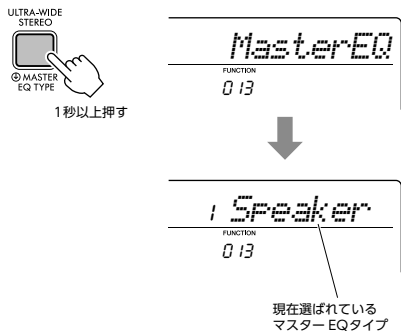 ULTRA-WIDE
STEREO
MASTER
EQ TYPE
1秒以上押す
MasterEQ
FUNCTION
013
1 Speaker
FUNCTION
013
現在選ばれている
マスターEQタイプ